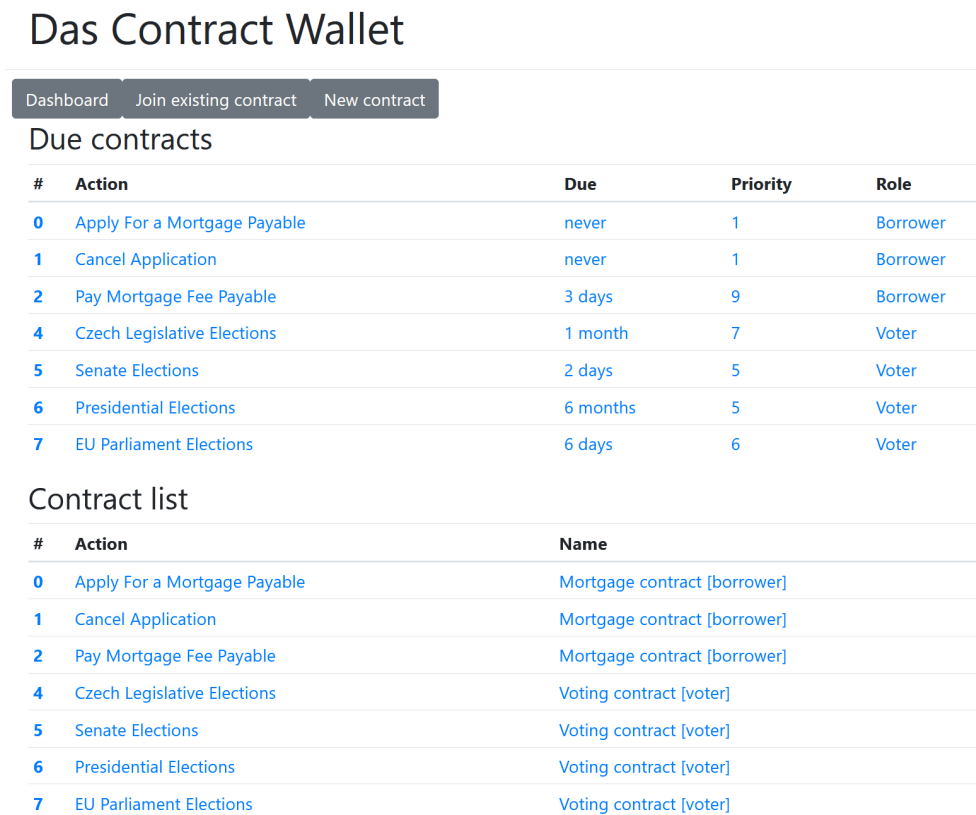 Das Contract Wallet
Dashboard Join existing contract New contract
Due contracts
# Action Due Priority Role
0 Apply For a Mortgage Payable never 1 Borrower
1 Cancel Application never 1 Borrower
2 Pay Mortgage Fee Payable 3 days 9 Borrower
4 Czech Legislative Elections 1 month 7 Voter
5 Senate Elections 2 days 5 Voter
6 Presidential Elections 6 months 5 Voter
7 EU Parliament Elections 6 days 6 Voter
Contract list
# Action Name
0 Apply For a Mortgage Payable Mortgage contract [borrower]
1 Cancel Application Mortgage contract [borrower]
2 Pay Mortgage Fee Payable Mortgage contract [borrower]
4 Czech Legislative Elections Voting contract [voter]
5 Senate Elections Voting contract [voter]
6 Presidential Elections Voting contract [voter]
7 EU Parliament Elections Voting contract [voter]